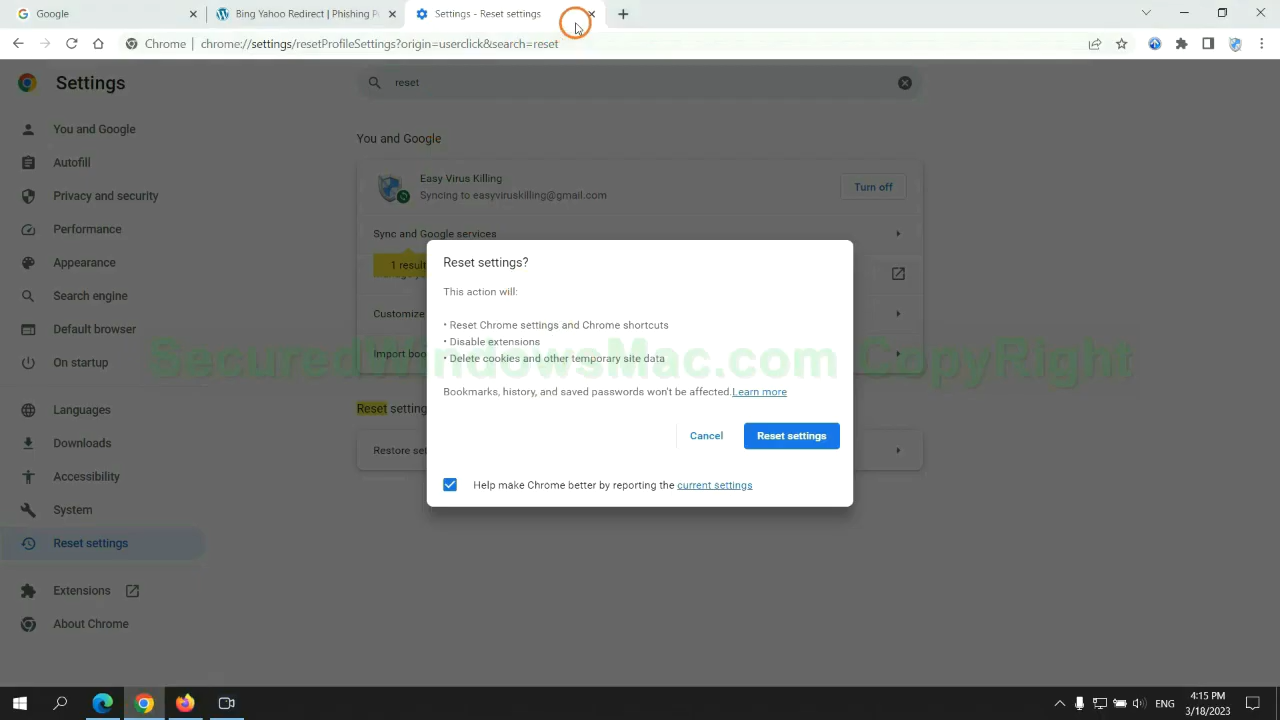 Google
Bing Yahoo Redirect | Phishing P
Settings - Reset settings
Chrome | chrome://settings/resetProfileSettings?origin=userclick&search=reset
Settings
reset
You and Google
Autofill
Privacy and security
Performance
Appearance
Search engine
Default browser
On startup
Languages
Downloads
Accessibility
System
Reset settings
Extensions
About Chrome
You and Google
Easy Virus Killing
Syncing to easyviruskilling@gmail.com
Turn off
Sync and Google services
1 result
Customize
Import boo
Reset setting
Restore set
Reset settings?
This action will:
• Reset Chrome settings and Chrome shortcuts
• Disable extensions
• Delete cookies and other temporary site data
Bookmarks, history, and saved passwords won't be affected. Learn more
Cancel
Reset settings
Help make Chrome better by reporting the current settings
SecuredWindowsMac.com CopyRight
ENG
4:15 PM
3/18/2023